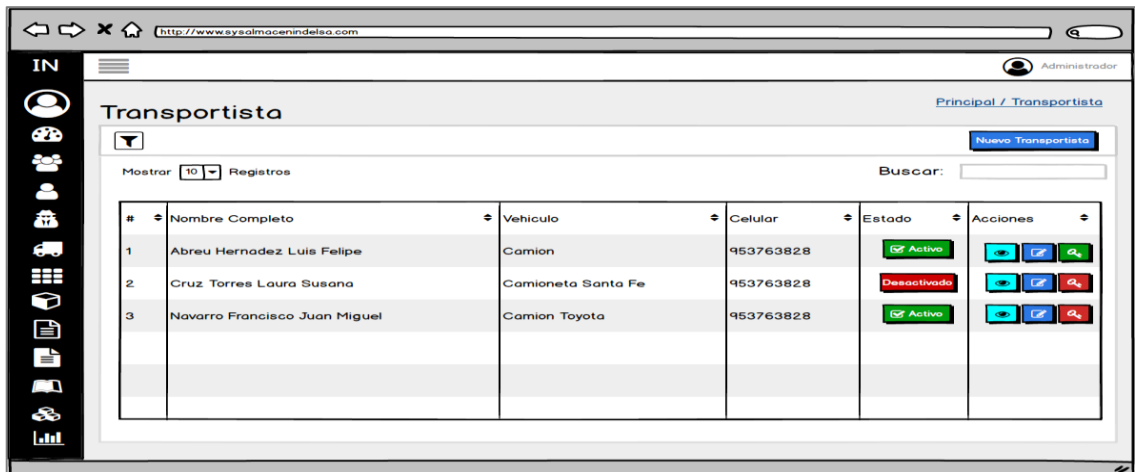 http://www.sysalmacenindelsa.com
IN
Administrador
Transportista
Principal / Transportista
Nuevo Transportista
Mostrar 10 Registros
Buscar:
# Nombre Completo Vehiculo Celular Estado Acciones
1 Abreu Hernadez Luis Felipe Camion 953763828 Activo
2 Cruz Torres Laura Susana Camioneta Santa Fe 953763828 Desactivado
3 Navarro Francisco Juan Miguel Camion Toyota 953763828 Activo